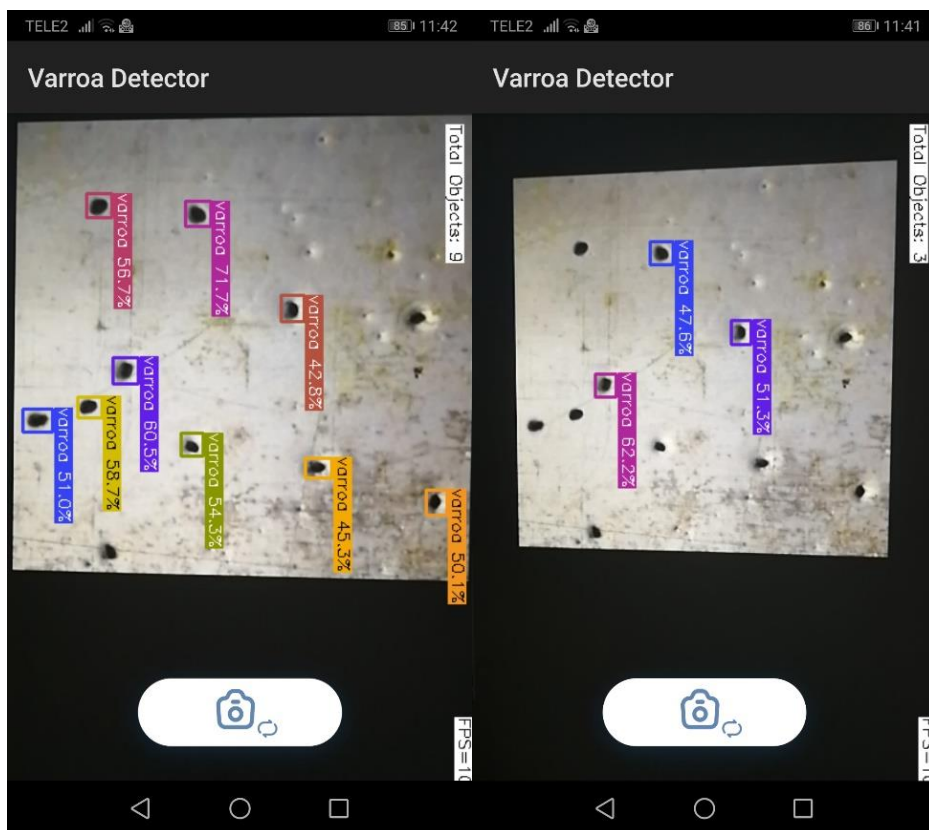 TELE2
85
11:42
Varroa Detector
Total Objects: 9
varroa 56.7%
varroa 71.7%
varroa 42.8%
varroa 60.5%
varroa 58.7%
varroa 51.0%
varroa 54.3%
varroa 45.3%
varroa 50.1%
TELE2
86
11:41
Varroa Detector
Total Objects: 3
varroa 47.6%
varroa 51.3%
varroa 62.2%